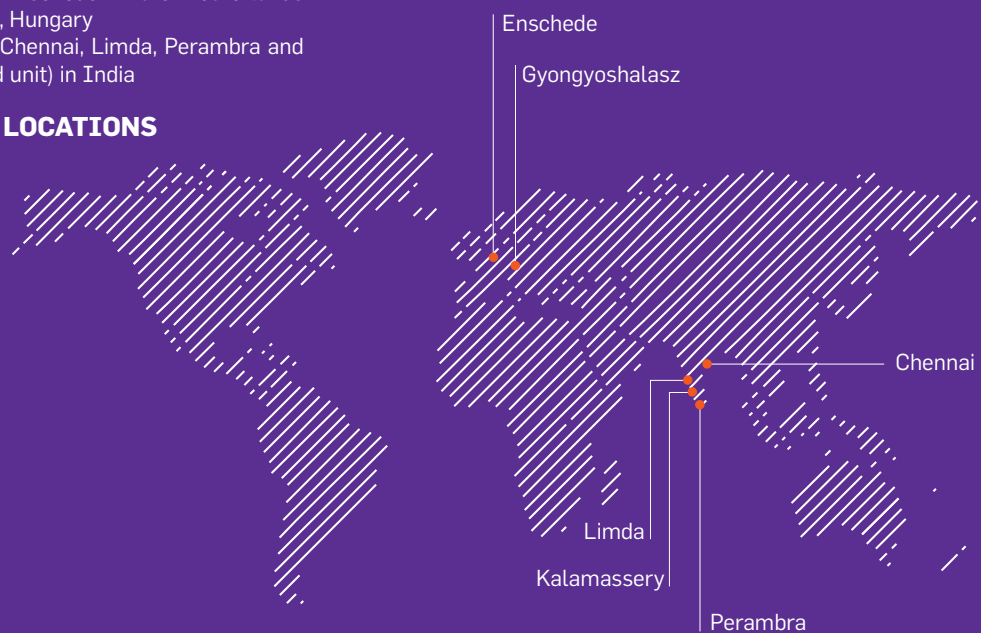 , Hungary
Chennai, Limda, Perambra and
unit) in India
LOCATIONS
Enschede
Gyongyoshalasz
Chennai
Limda
Kalamassery
Perambra